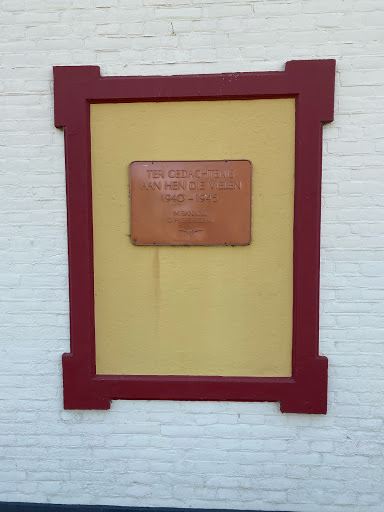 TER GEDACHTENIS
AAN HEN DIE VIELEN
1940 - 1945